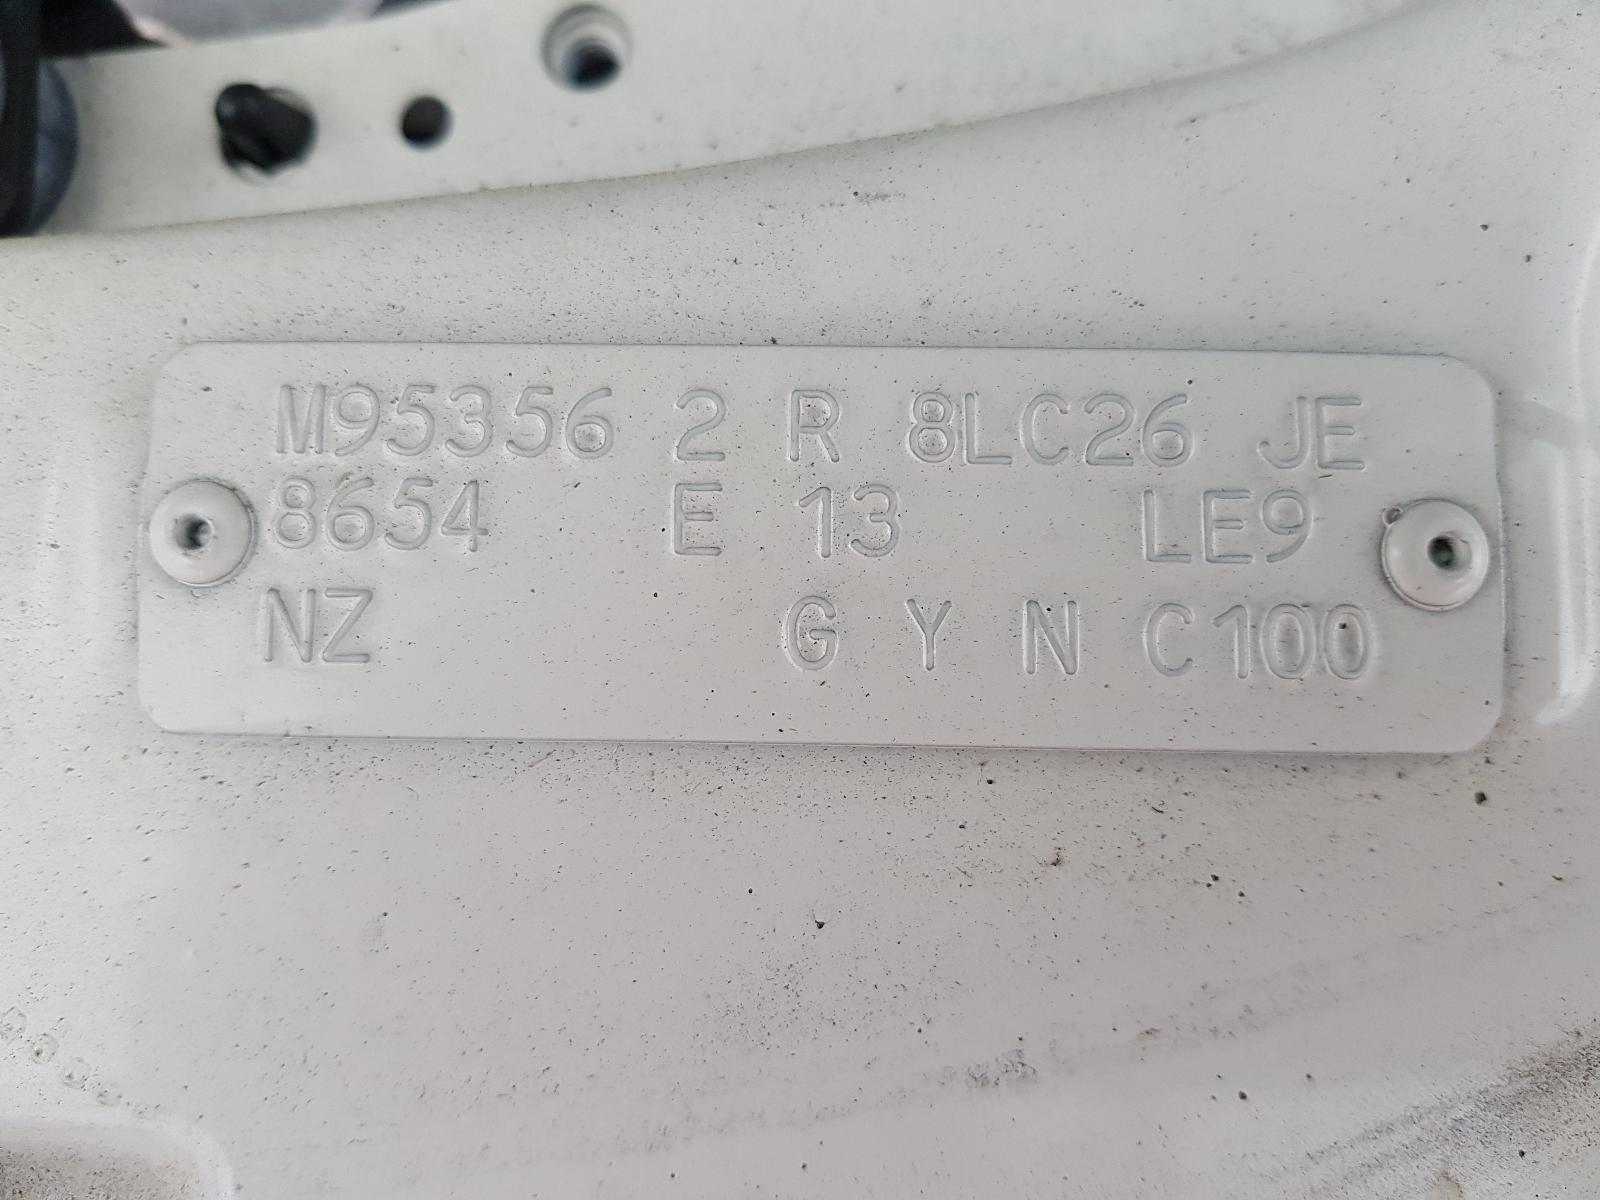 M95356 2 R 8LC26 JE
8654 E 13 LE9
NZ G Y N C100